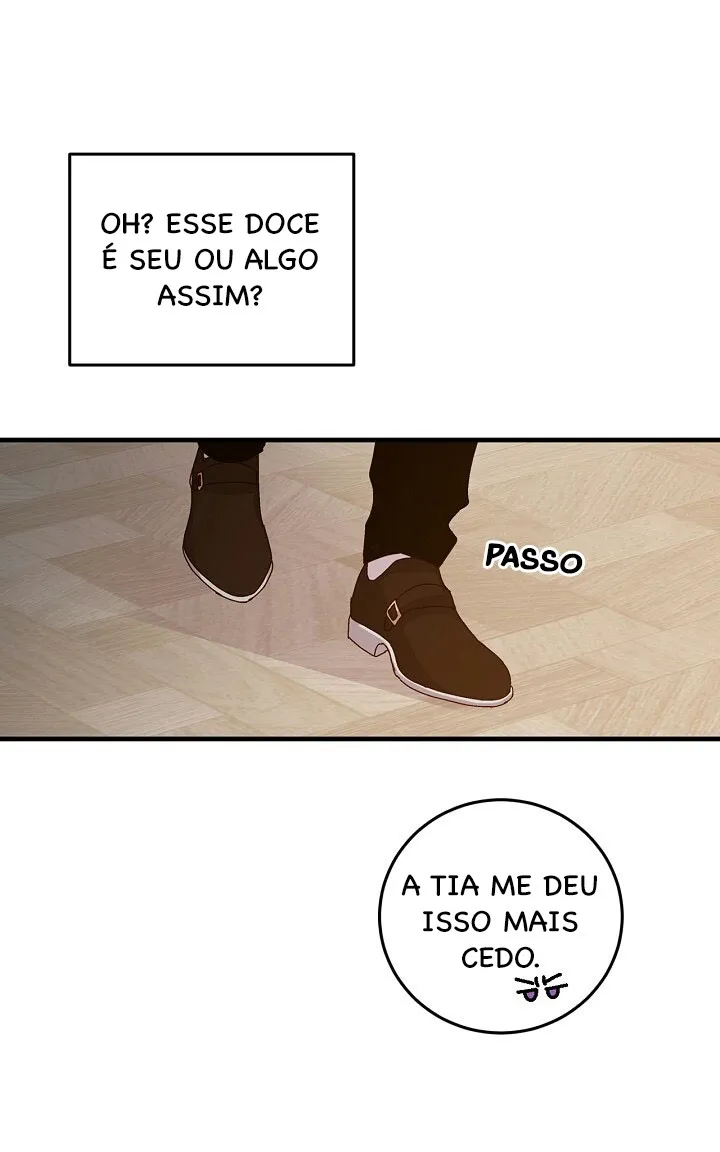 OH? ESSE DOCE
É SEU OU ALGO
ASSIM?
PASSO
A TIA ME DEU
ISSO MAIS
CEDO.